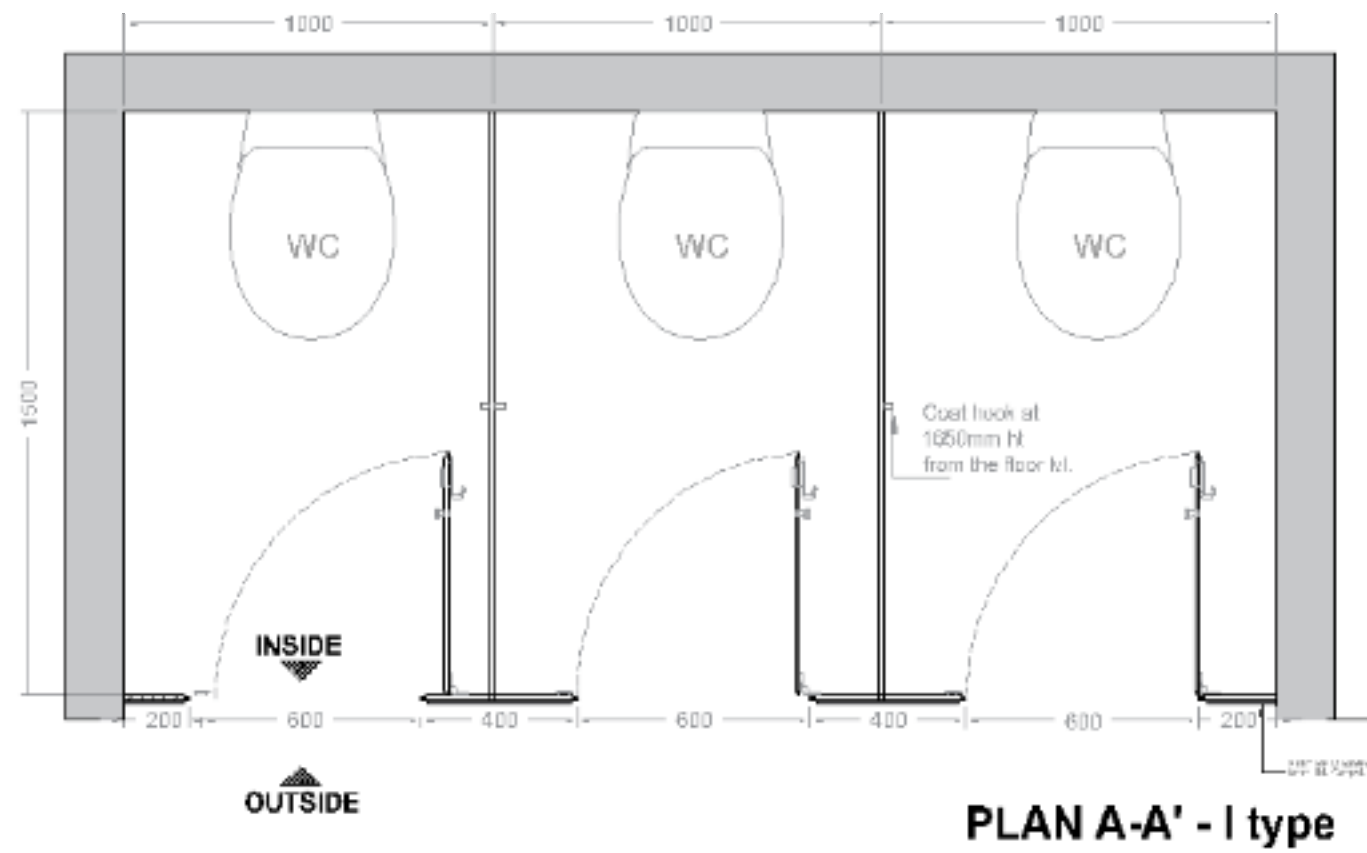 1000 1000 1000
WC WC WC
1500
Coat hook at
1650mm ht
from the floor lvl.
INSIDE
200 600 400 600 400 600 200
OUTSIDE
PLAN A-A' - I type